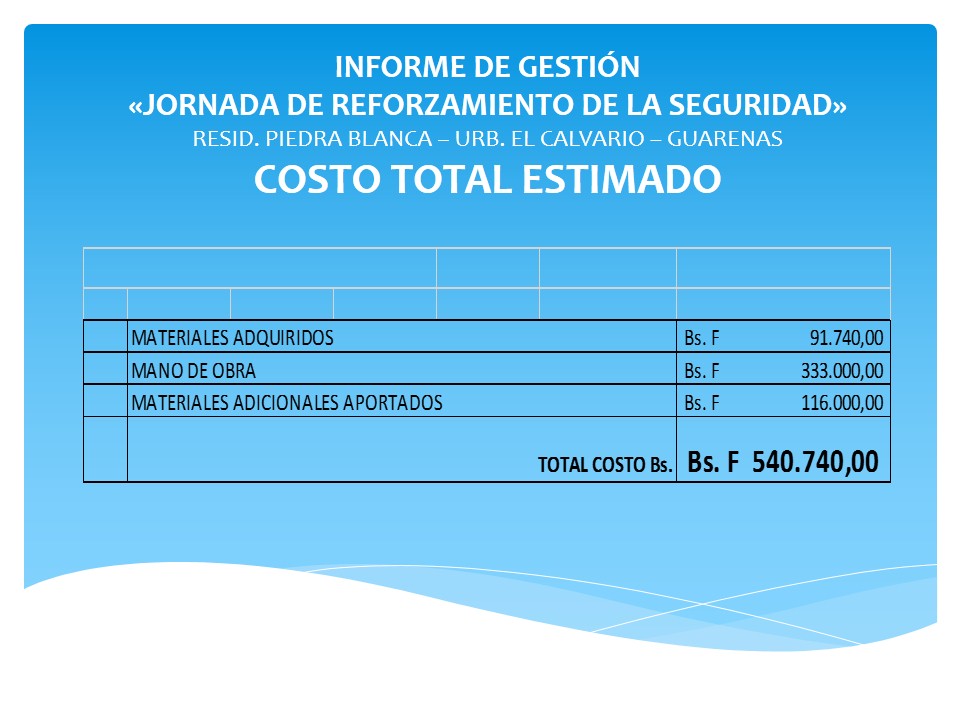 INFORME DE GESTIÓN
«JORNADA DE REFORZAMIENTO DE LA SEGURIDAD»
RESID. PIEDRA BLANCA – URB. EL CALVARIO – GUARENAS
COSTO TOTAL ESTIMADO
MATERIALES ADQUIRIDOS Bs. F 91.740,00
MANO DE OBRA Bs. F 333.000,00
MATERIALES ADICIONALES APORTADOS Bs. F 116.000,00
TOTAL COSTO Bs. Bs. F 540.740,00